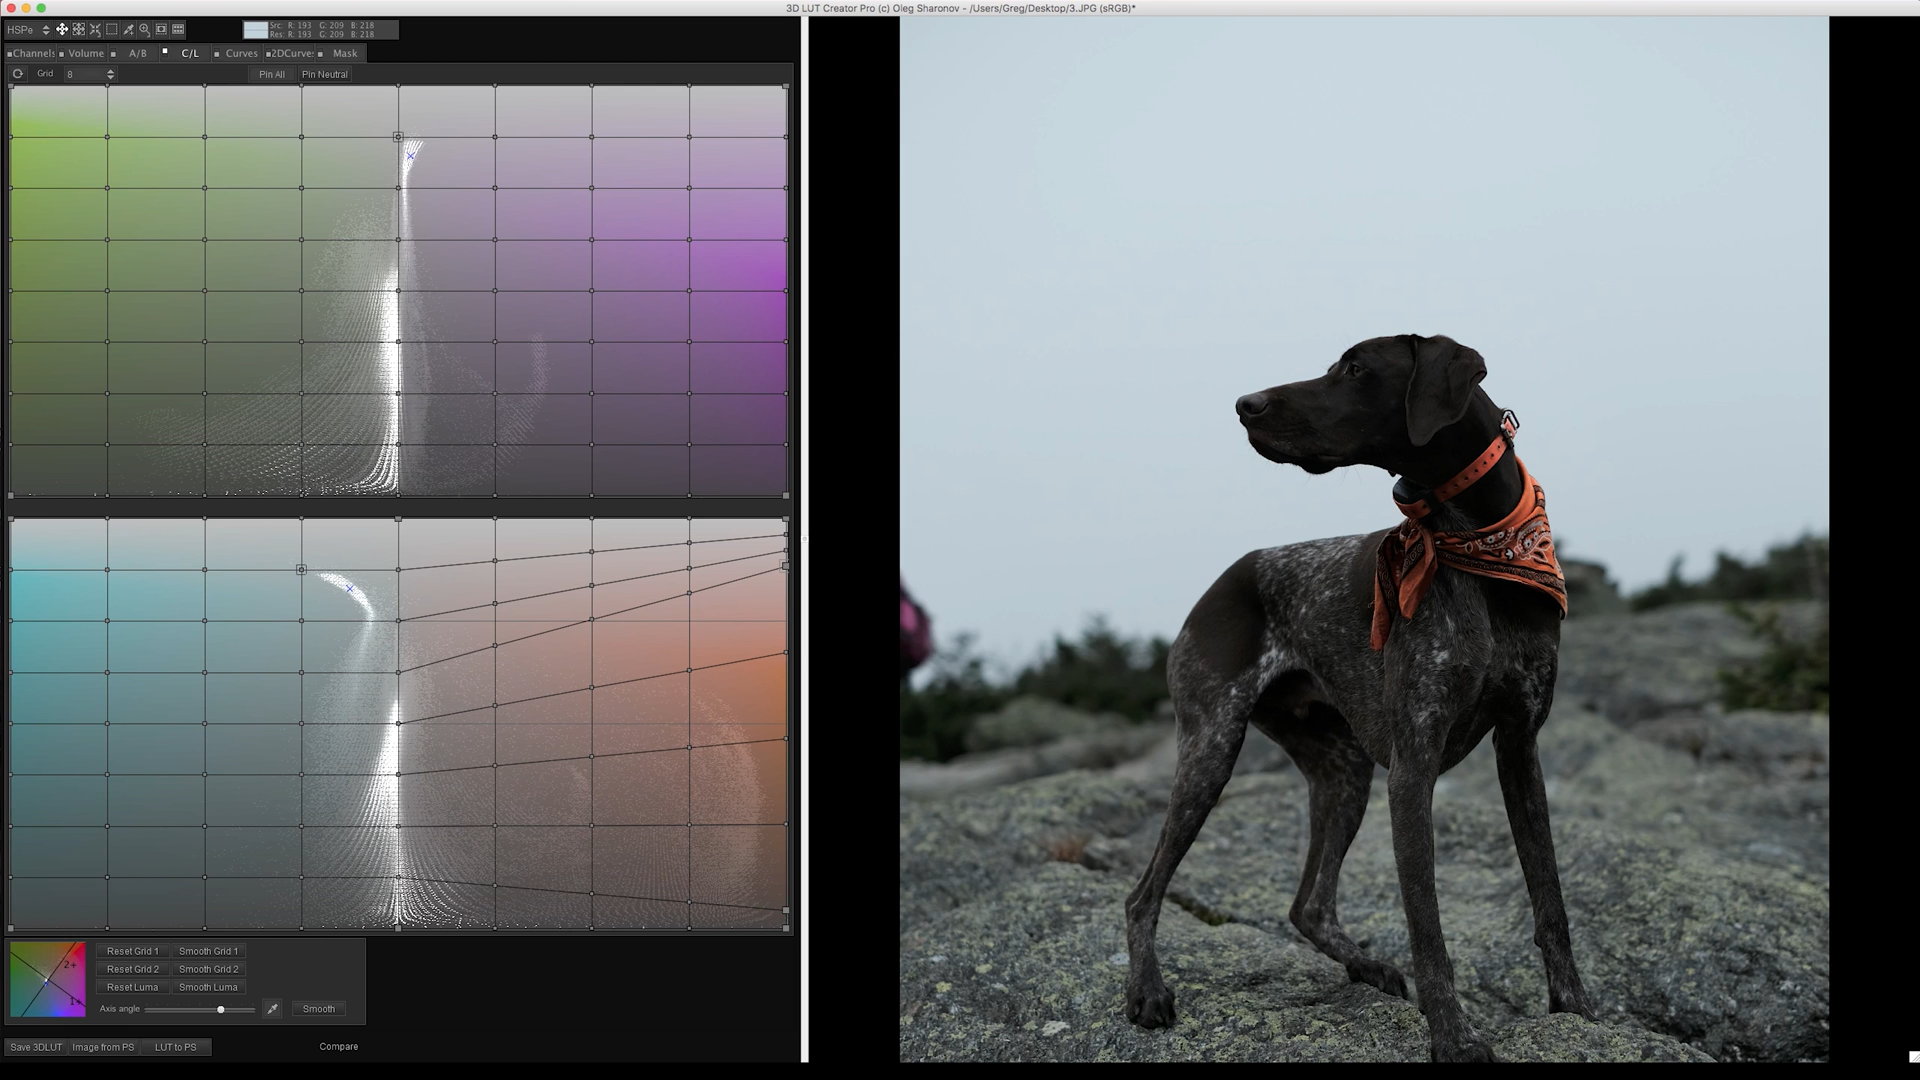 3D LUT Creator Pro (c) Oleg Sharonov - /Users/Greg/Desktop/3.JPG (sRGB)*
HSPe
Src: R: 193 G: 209 B: 218
Res: R: 193 G: 209 B: 218
Channels Volume A/B C/L Curves 2DCurves Mask
Grid 8 Pin All Pin Neutral
2+
1+
Reset Grid 1 Smooth Grid 1
Reset Grid 2 Smooth Grid 2
Reset Luma Smooth Luma
Axis angle Smooth
Save 3DLUT Image from PS LUT to PS Compare